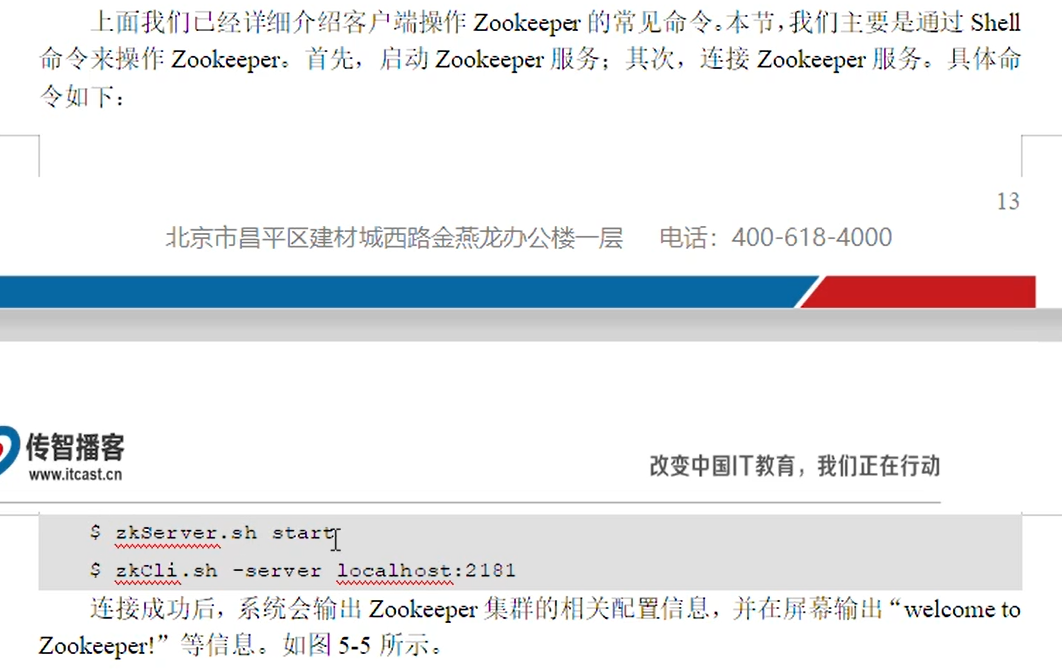 上面我们已经详细介绍客户端操作 Zookeeper 的常见命令。本节，我们主要是通过 Shell
命令来操作 Zookeeper。首先，启动 Zookeeper 服务；其次，连接 Zookeeper 服务。具体命
令如下：
13
北京市昌平区建材城西路金燕龙办公楼一层 电话：400-618-4000
传智播客
www.itcast.cn
改变中国IT教育，我们正在行动
$ zkServer.sh start
$ zkCli.sh -server localhost:2181
连接成功后，系统会输出 Zookeeper 集群的相关配置信息，并在屏幕输出“welcome to
Zookeeper!” 等信息。如图 5-5 所示。